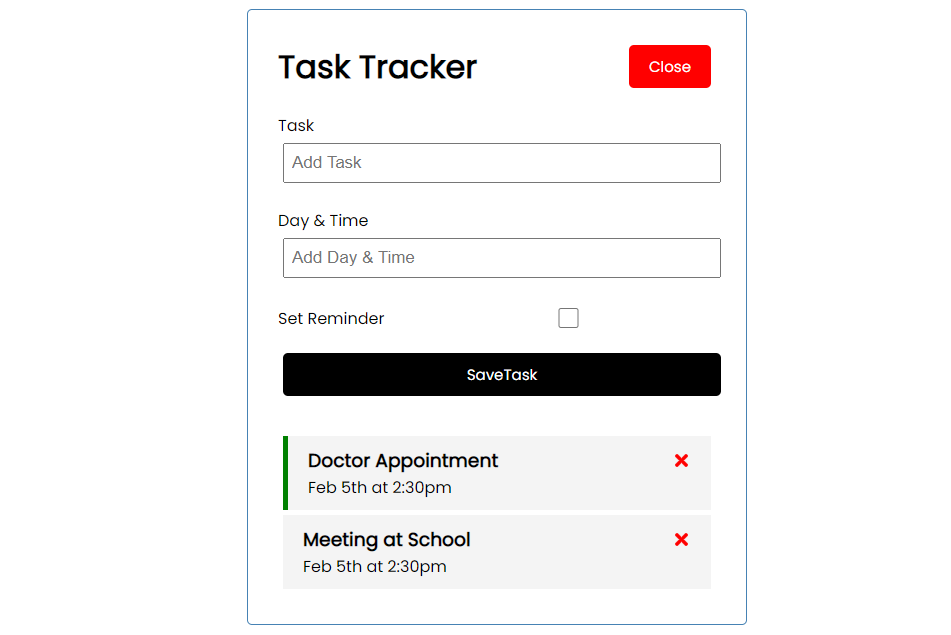 Task Tracker
Close
Task
Add Task
Day & Time
Add Day & Time
Set Reminder
SaveTask
Doctor Appointment
Feb 5th at 2:30pm
Meeting at School
Feb 5th at 2:30pm